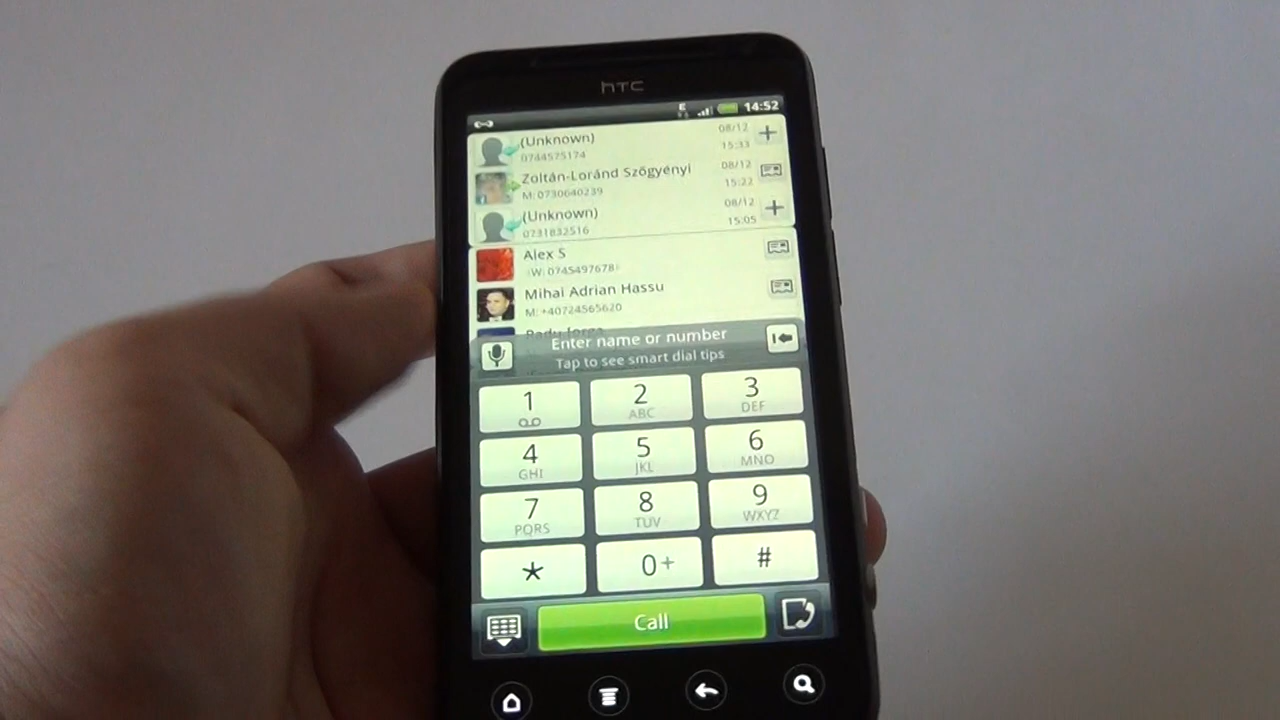 hTC
E 14:52
(Unknown) 08/12
0744575174 15:33
Zoltán-Loránd Szőgyényi 08/12
M: 0730640239 15:22
(Unknown) 08/12
0731832516 15:05
Alex S
W: 0745497678
Mihai Adrian Hassu
M: +40724565620
Radu Iorga
Enter name or number
Tap to see smart dial tips
1 2 ABC 3 DEF
4 GHI 5 JKL 6 MNO
7 PQRS 8 TUV 9 WXYZ
* 0+ #
Call